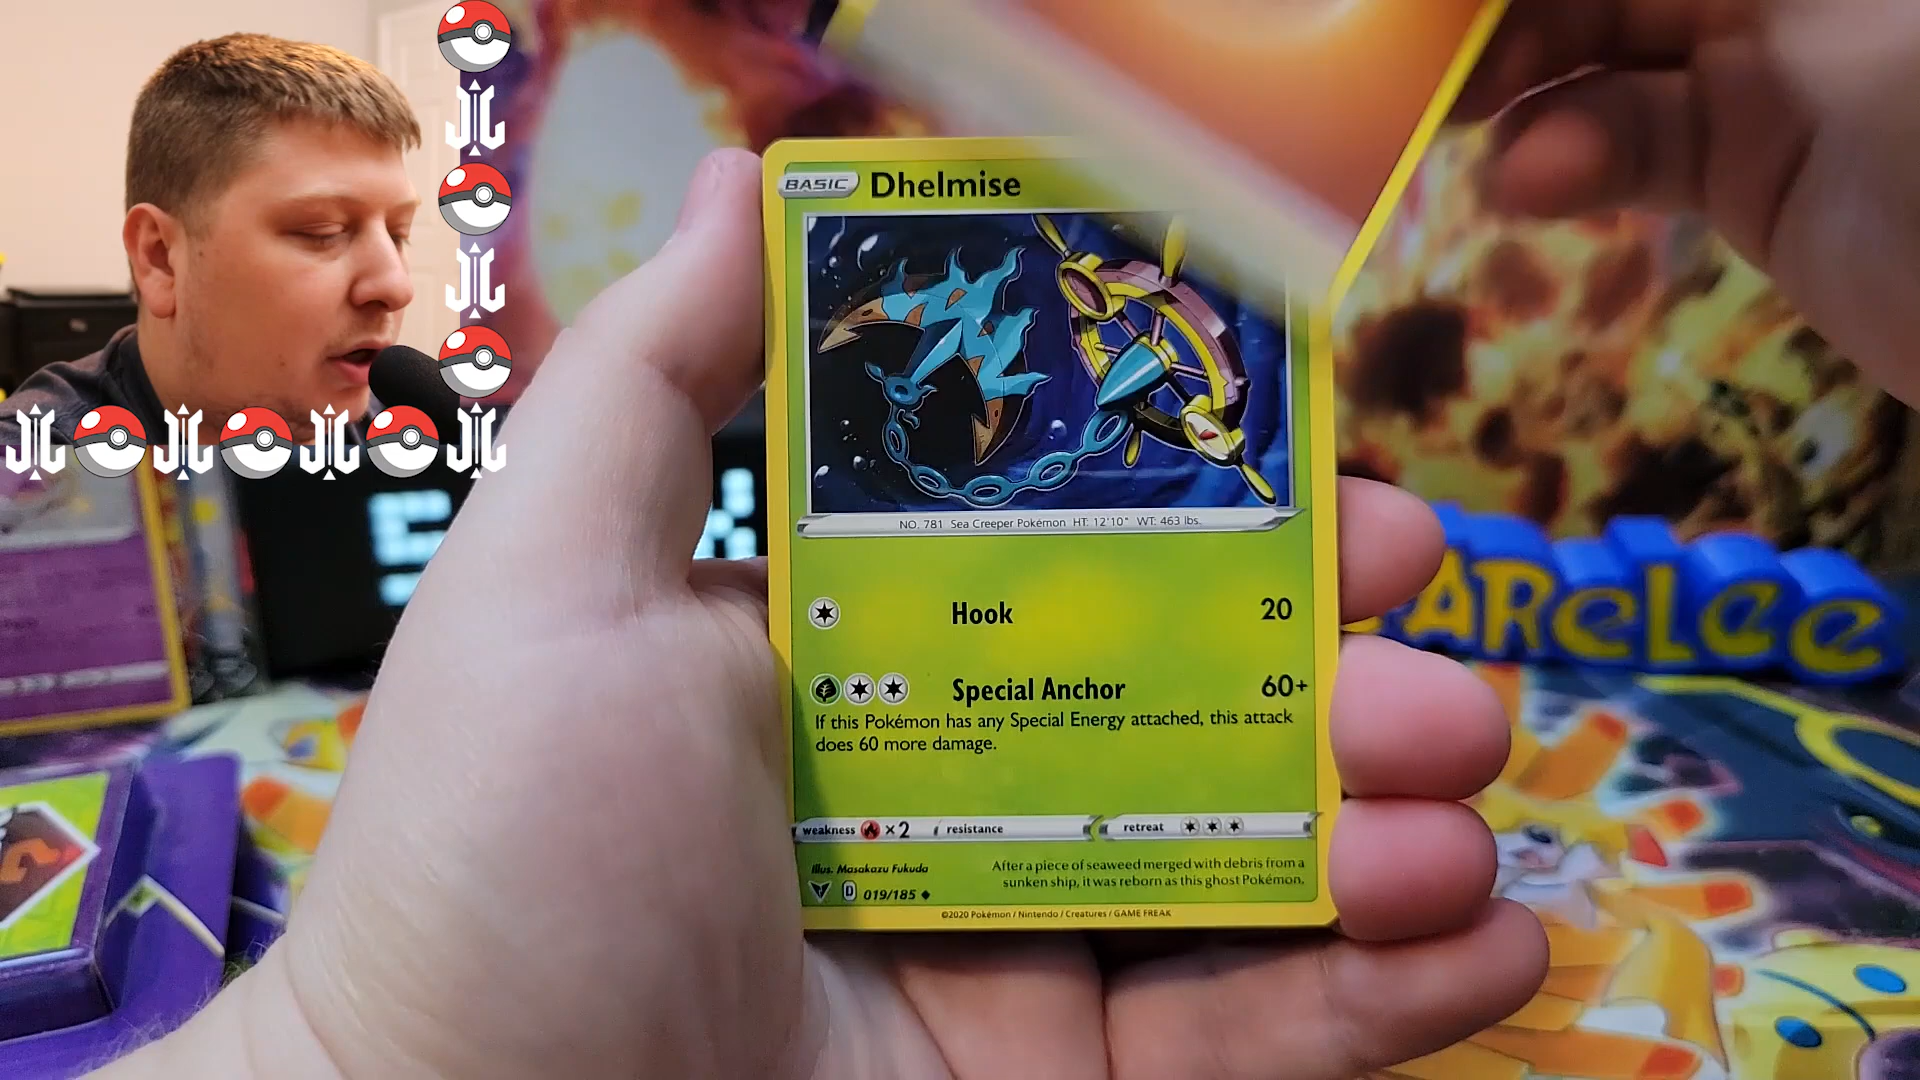 BASIC Dhelmise
NO. 781 Sea Creeper Pokémon HT: 12'10" WT: 463 lbs.
Hook 20
Special Anchor 60+
If this Pokémon has any Special Energy attached, this attack
does 60 more damage.
weakness ×2 resistance retreat
Illus. Masakazu Fukuda
After a piece of seaweed merged with debris from a
sunken ship, it was reborn as this ghost Pokémon.
D 019/185
©2020 Pokémon / Nintendo / Creatures / GAME FREAK
ARceLee